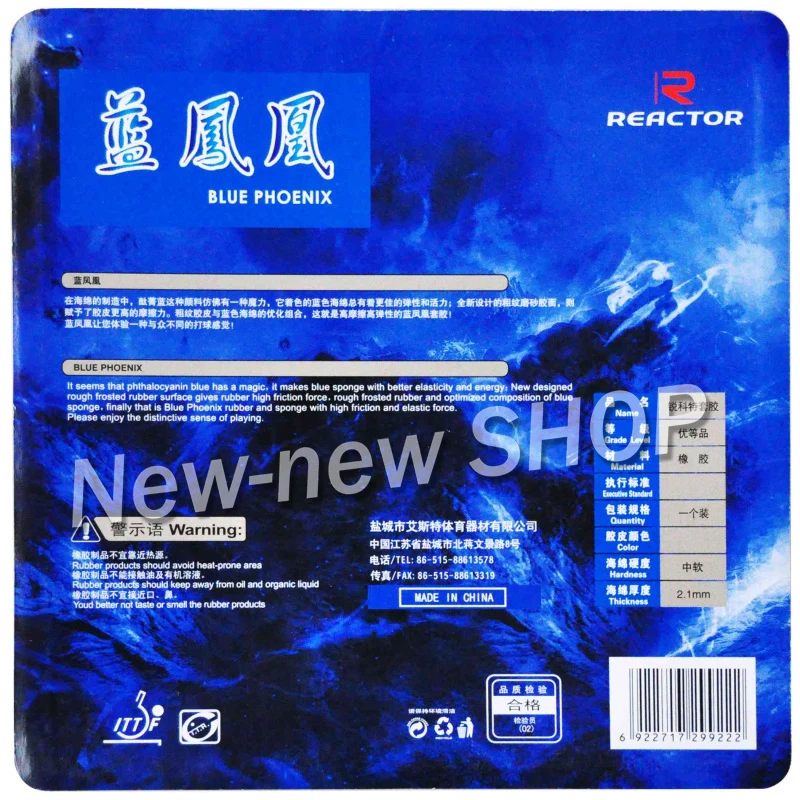 蓝鳳凰
BLUE PHOENIX
R
REACTOR
蓝凤凰
在海绵的制造中，酞菁蓝这种颜料仿佛有一种魔力，它着色的蓝色海绵总有着更佳的弹性和活力；全新设计的粗纹磨砂胶面，则
赋予了胶皮更高的摩擦力。粗纹胶皮与蓝色海绵的优化组合，这就是高摩擦高弹性的蓝凤凰套胶！
蓝凤凰让您体验一种与众不同的打球感觉！
BLUE PHOENIX
It seems that phthalocyanin blue has a magic, it makes blue sponge with better elasticity and energy; New designed
rough frosted rubber surface gives rubber high friction force, rough frosted rubber and optimized composition of blue
sponge, finally that is Blue Phoenix rubber and sponge with high friction and elastic force.
Please enjoy the distinctive sense of playing.
New-new SHOP
品 名 锐科特套胶
Name
等 级 优等品
Grade Level
材 料 橡 胶
Material
执行标准
Executive Standard
包装规格 一个装
Quantity
胶皮颜色
Color
海绵硬度 中软
Hardness
海绵厚度 2.1mm
Thickness
警示语 Warning:
橡胶制品不宜靠近热源。
Rubber products should avoid heat-prone area
橡胶制品不能接触油及有机溶液。
Rubber products should keep away from oil and organic liquid
橡胶制品不宜接近口、鼻。
Youd better not taste or smell the rubber products
盐城市艾斯特体育器材有限公司
中国江苏省盐城市北蒋文景路8号
电话/TEL: 86-515-88613578
传真/FAX: 86-515-88613319
MADE IN CHINA
ITTF
请保持环境清洁
品质检验
合格
检验员
(02)
6 922717 299222